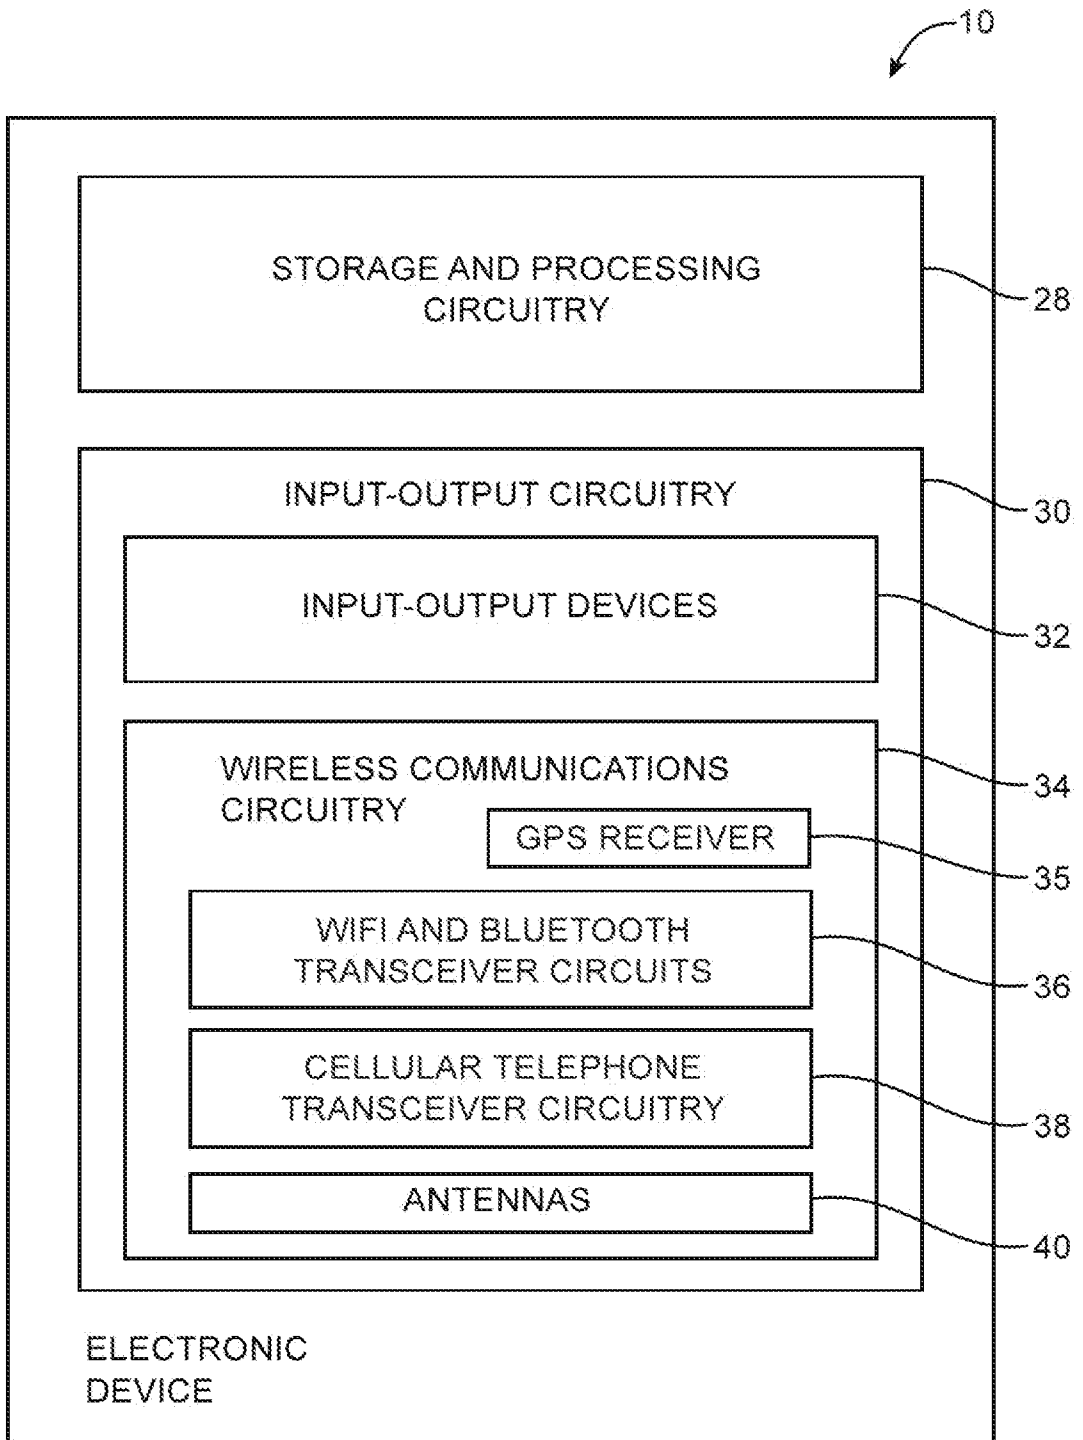 10
STORAGE AND PROCESSING
CIRCUITRY
28
INPUT-OUTPUT CIRCUITRY
30
INPUT-OUTPUT DEVICES
32
WIRELESS COMMUNICATIONS
CIRCUITRY
34
GPS RECEIVER
35
WIFI AND BLUETOOTH
TRANSCEIVER CIRCUITS
36
CELLULAR TELEPHONE
TRANSCEIVER CIRCUITRY
38
ANTENNAS
40
ELECTRONIC
DEVICE